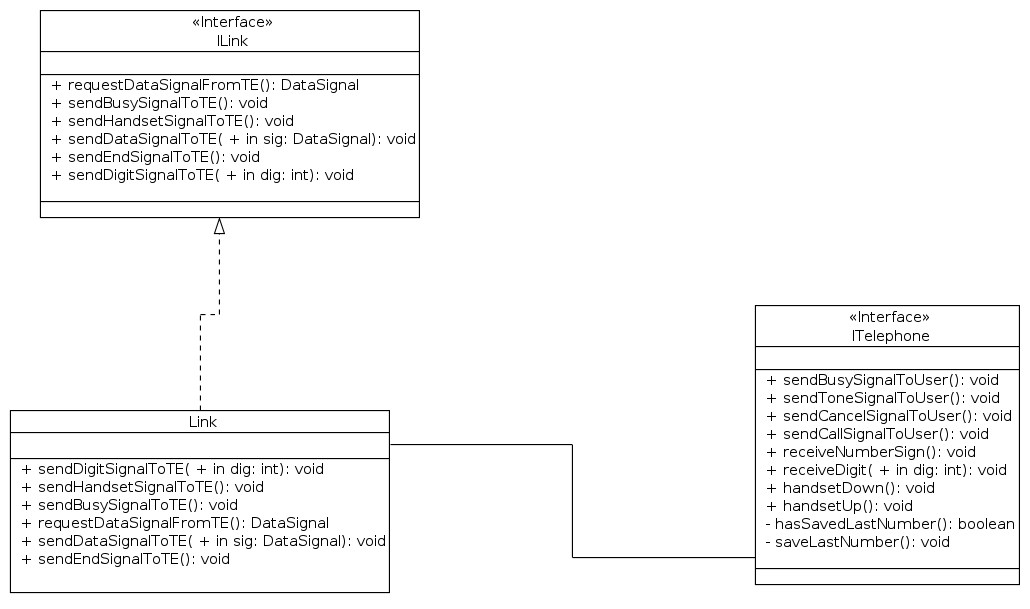 «Interface»
ILink
+ requestDataSignalFromTE(): DataSignal
+ sendBusySignalToTE(): void
+ sendHandsetSignalToTE(): void
+ sendDataSignalToTE( + in sig: DataSignal): void
+ sendEndSignalToTE(): void
+ sendDigitSignalToTE( + in dig: int): void
«Interface»
ITelephone
+ sendBusySignalToUser(): void
+ sendToneSignalToUser(): void
+ sendCancelSignalToUser(): void
+ sendCallSignalToUser(): void
+ receiveNumberSign(): void
+ receiveDigit( + in dig: int): void
+ handsetDown(): void
+ handsetUp(): void
- hasSavedLastNumber(): boolean
- saveLastNumber(): void
Link
+ sendDigitSignalToTE( + in dig: int): void
+ sendHandsetSignalToTE(): void
+ sendBusySignalToTE(): void
+ requestDataSignalFromTE(): DataSignal
+ sendDataSignalToTE( + in sig: DataSignal): void
+ sendEndSignalToTE(): void